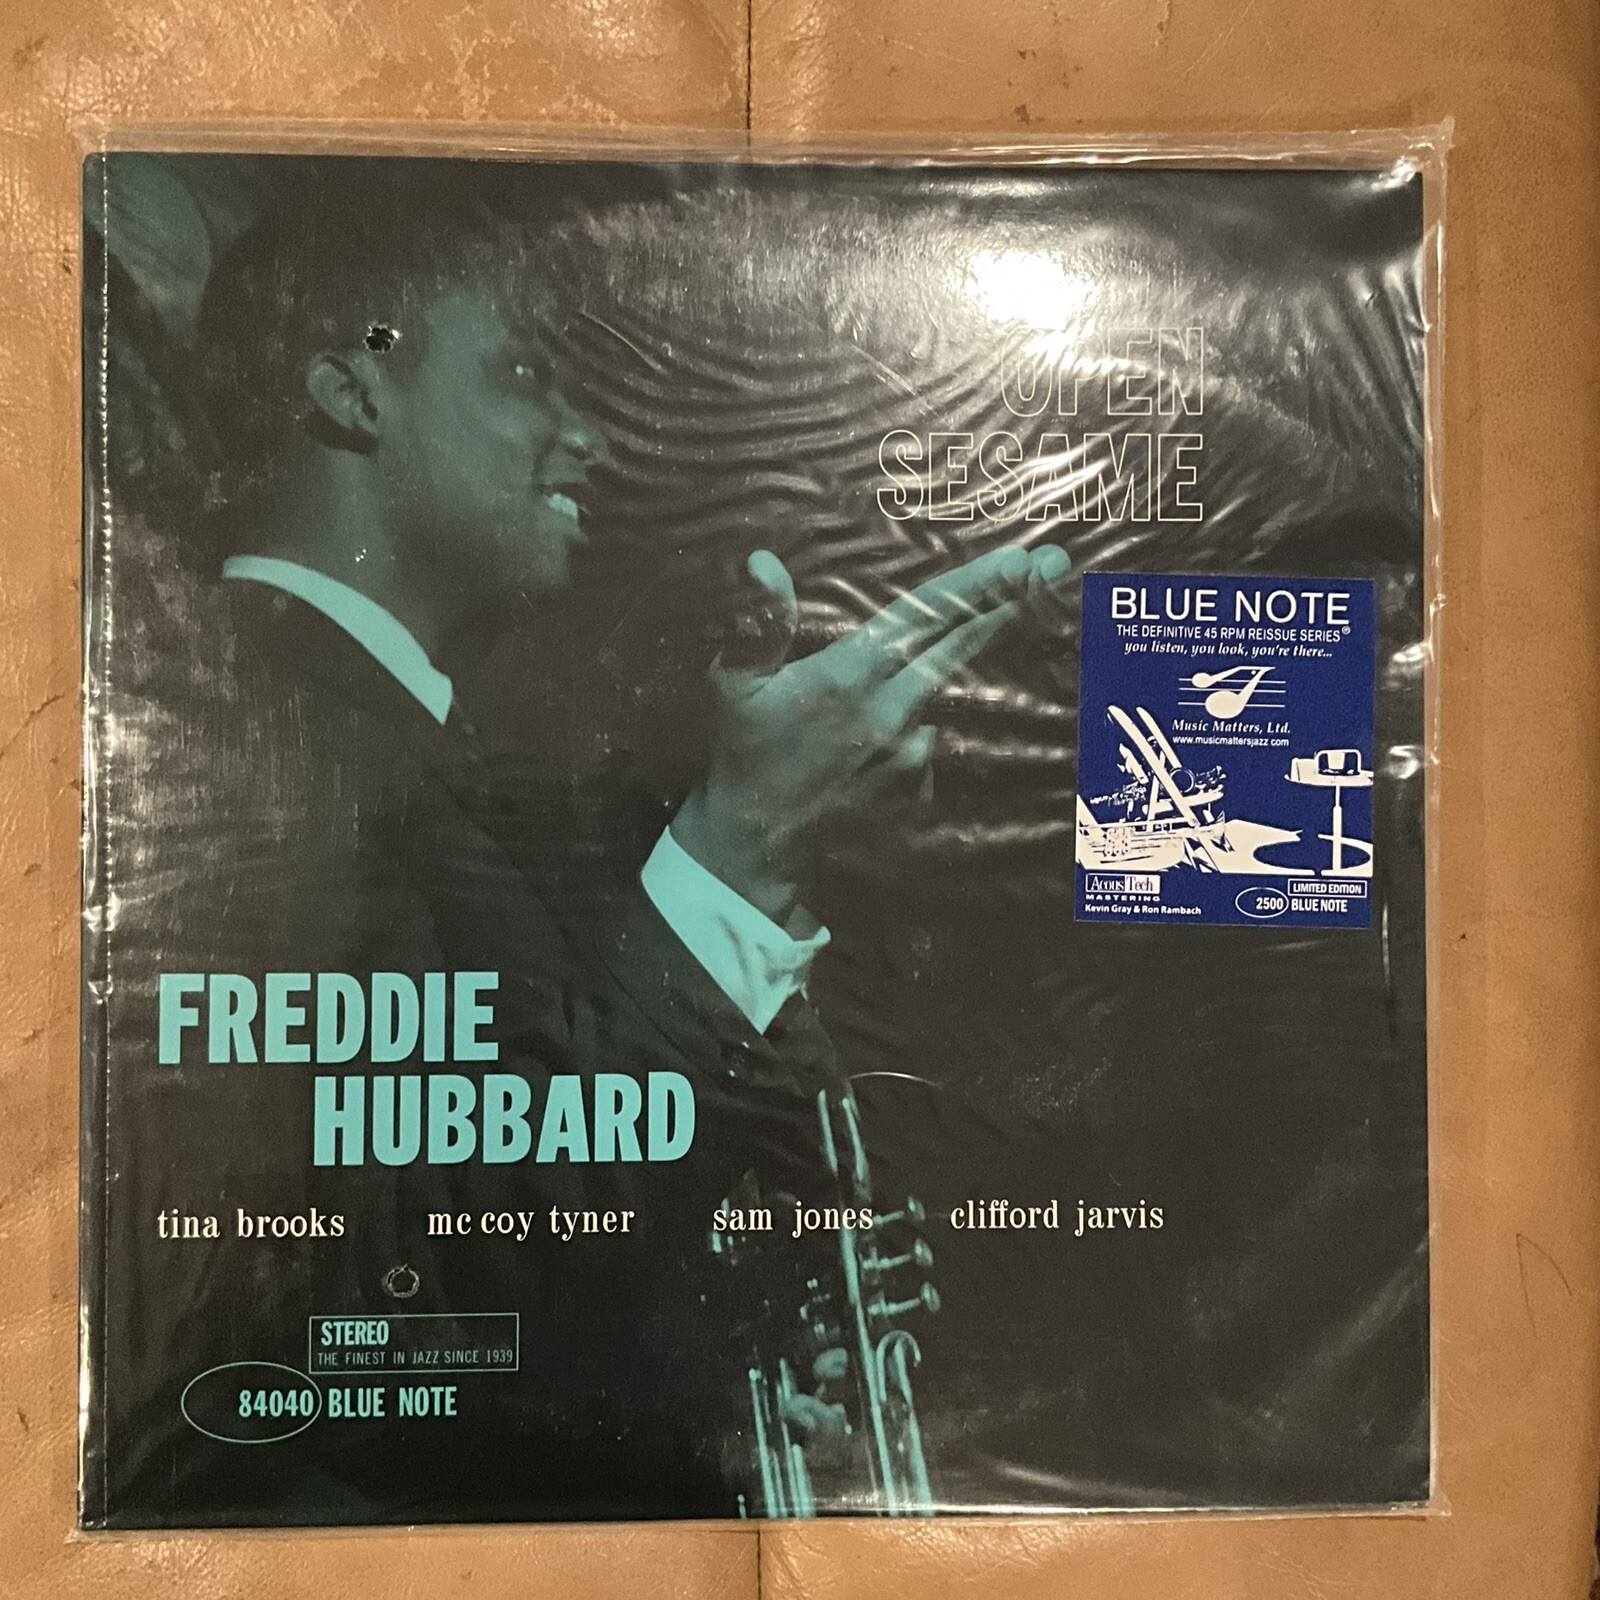 OPEN
SESAME
BLUE NOTE
THE DEFINITIVE 45 RPM REISSUE SERIES®
you listen, you look, you're there...
Music Matters, Ltd.
www.musicmattersjazz.com
AcousTech
MASTERING
Kevin Gray & Ron Rambach
LIMITED EDITION
2500 BLUE NOTE
FREDDIE
HUBBARD
tina brooks mc coy tyner sam jones clifford jarvis
STEREO
THE FINEST IN JAZZ SINCE 1939
84040 BLUE NOTE